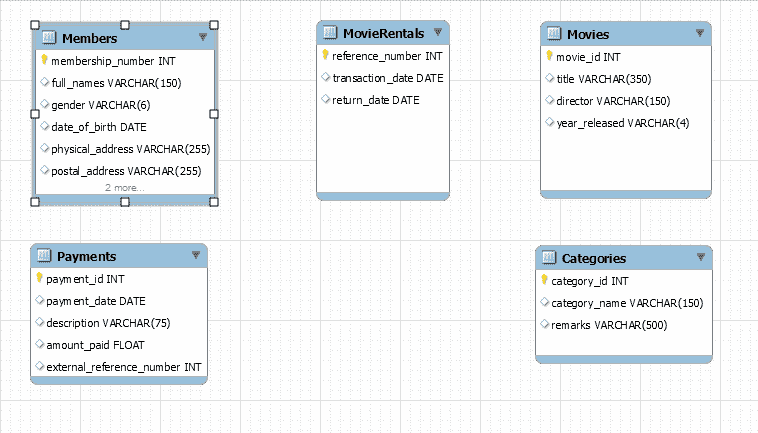 Members
membership_number INT
full_names VARCHAR(150)
gender VARCHAR(6)
date_of_birth DATE
physical_address VARCHAR(255)
postal_address VARCHAR(255)
2 more...
MovieRentals
reference_number INT
transaction_date DATE
return_date DATE
Movies
movie_id INT
title VARCHAR(350)
director VARCHAR(150)
year_released VARCHAR(4)
Payments
payment_id INT
payment_date DATE
description VARCHAR(75)
amount_paid FLOAT
external_reference_number INT
Categories
category_id INT
category_name VARCHAR(150)
remarks VARCHAR(500)